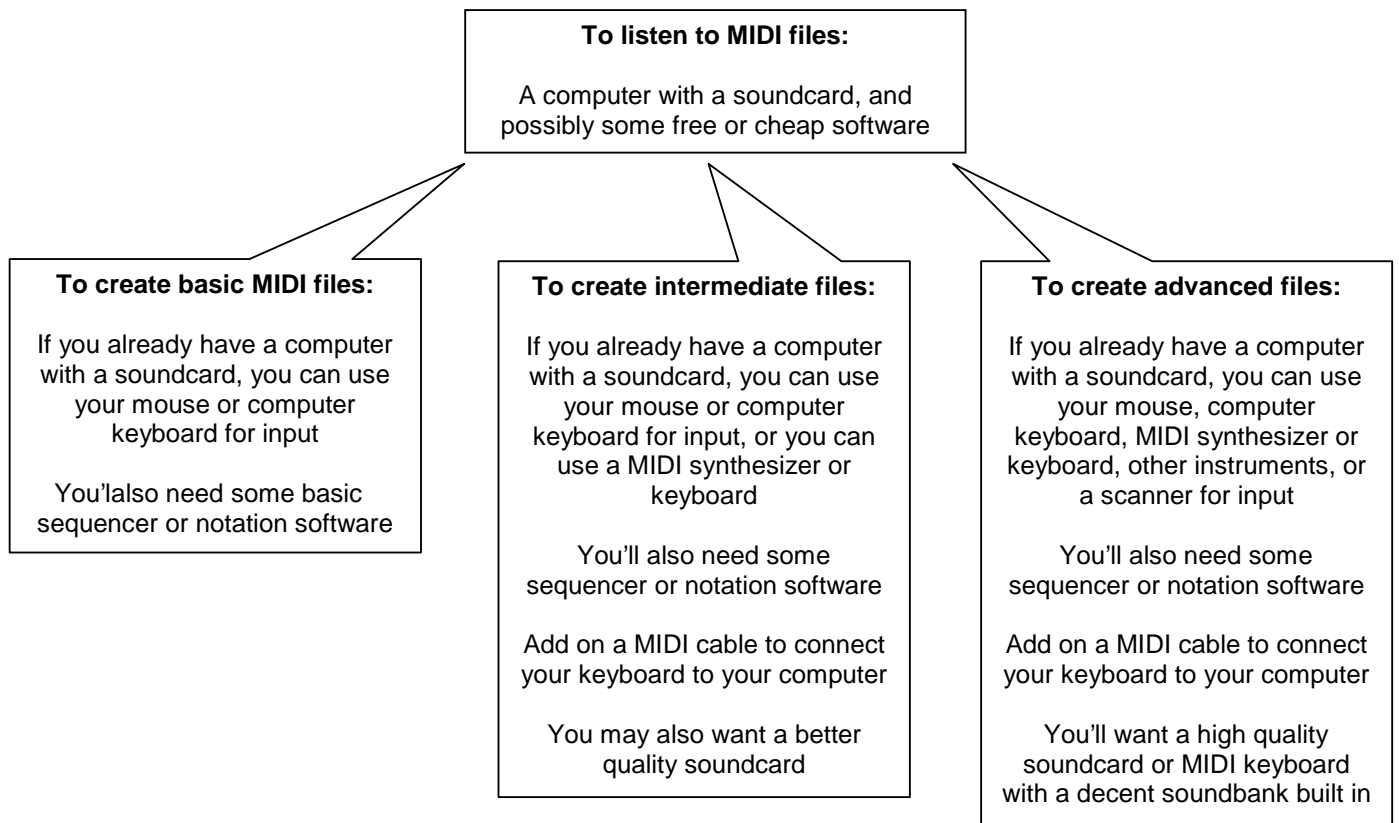 To listen to MIDI files:
A computer with a soundcard, and
possibly some free or cheap software
To create basic MIDI files:
If you already have a computer
with a soundcard, you can use
your mouse or computer
keyboard for input
You'lalso need some basic
sequencer or notation software
To create intermediate files:
If you already have a computer
with a soundcard, you can use
your mouse or computer
keyboard for input, or you can
use a MIDI synthesizer or
keyboard
You’ll also need some
sequencer or notation software
Add on a MIDI cable to connect
your keyboard to your computer
You may also want a better
quality soundcard
To create advanced files:
If you already have a computer
with a soundcard, you can use
your mouse, computer
keyboard, MIDI synthesizer or
keyboard, other instruments, or
a scanner for input
You’ll also need some
sequencer or notation software
Add on a MIDI cable to connect
your keyboard to your computer
You’ll want a high quality
soundcard or MIDI keyboard
with a decent soundbank built in